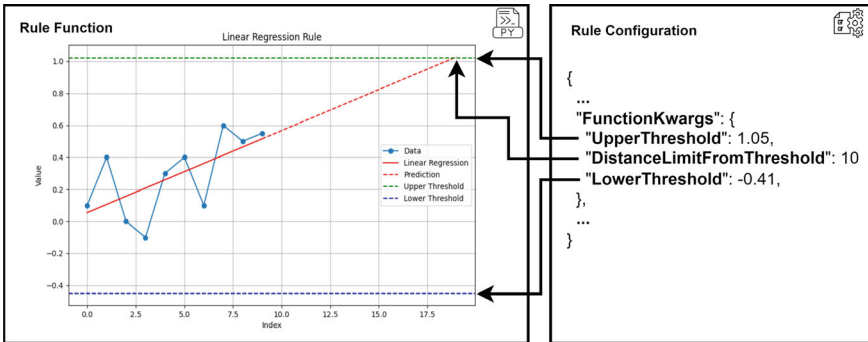 Rule Function
>_
PY
Linear Regression Rule
1.0
0.8
0.6
0.4
0.2
0.0
−0.2
−0.4
Value
0.0 2.5 5.0 7.5 10.0 12.5 15.0 17.5
Index
Data
Linear Regression
Prediction
Upper Threshold
Lower Threshold
Rule Configuration
{
...
"FunctionKwargs": {
"UpperThreshold": 1.05,
"DistanceLimitFromThreshold": 10
"LowerThreshold": -0.41,
},
...
}